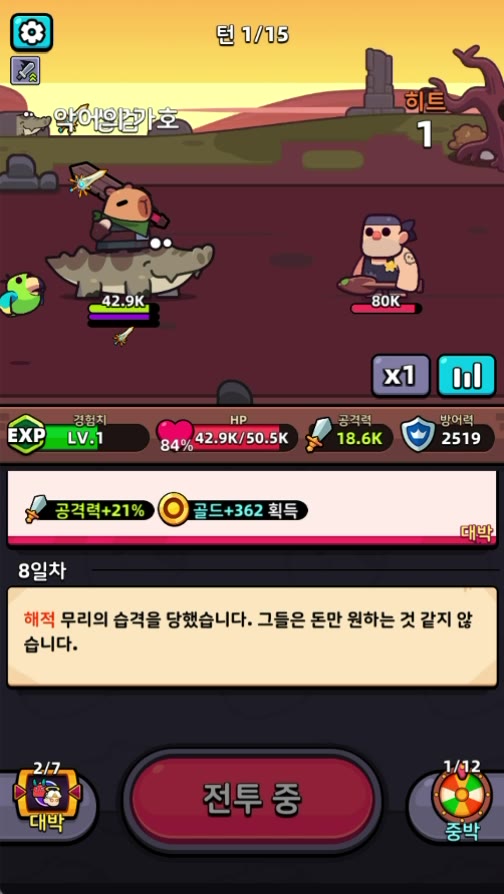 턴 1/15
히트
1
악어의 가호
42.9K
80K
x1
경험치
EXP LV.1
HP
84% 42.9K/50.5K
공격력
18.6K
방어력
2519
공격력+21% 골드+362 획득
대박
8일차
해적 무리의 습격을 당했습니다. 그들은 돈만 원하는 것 같지 않
습니다.
2/7
대박
전투 중
1/12
중박